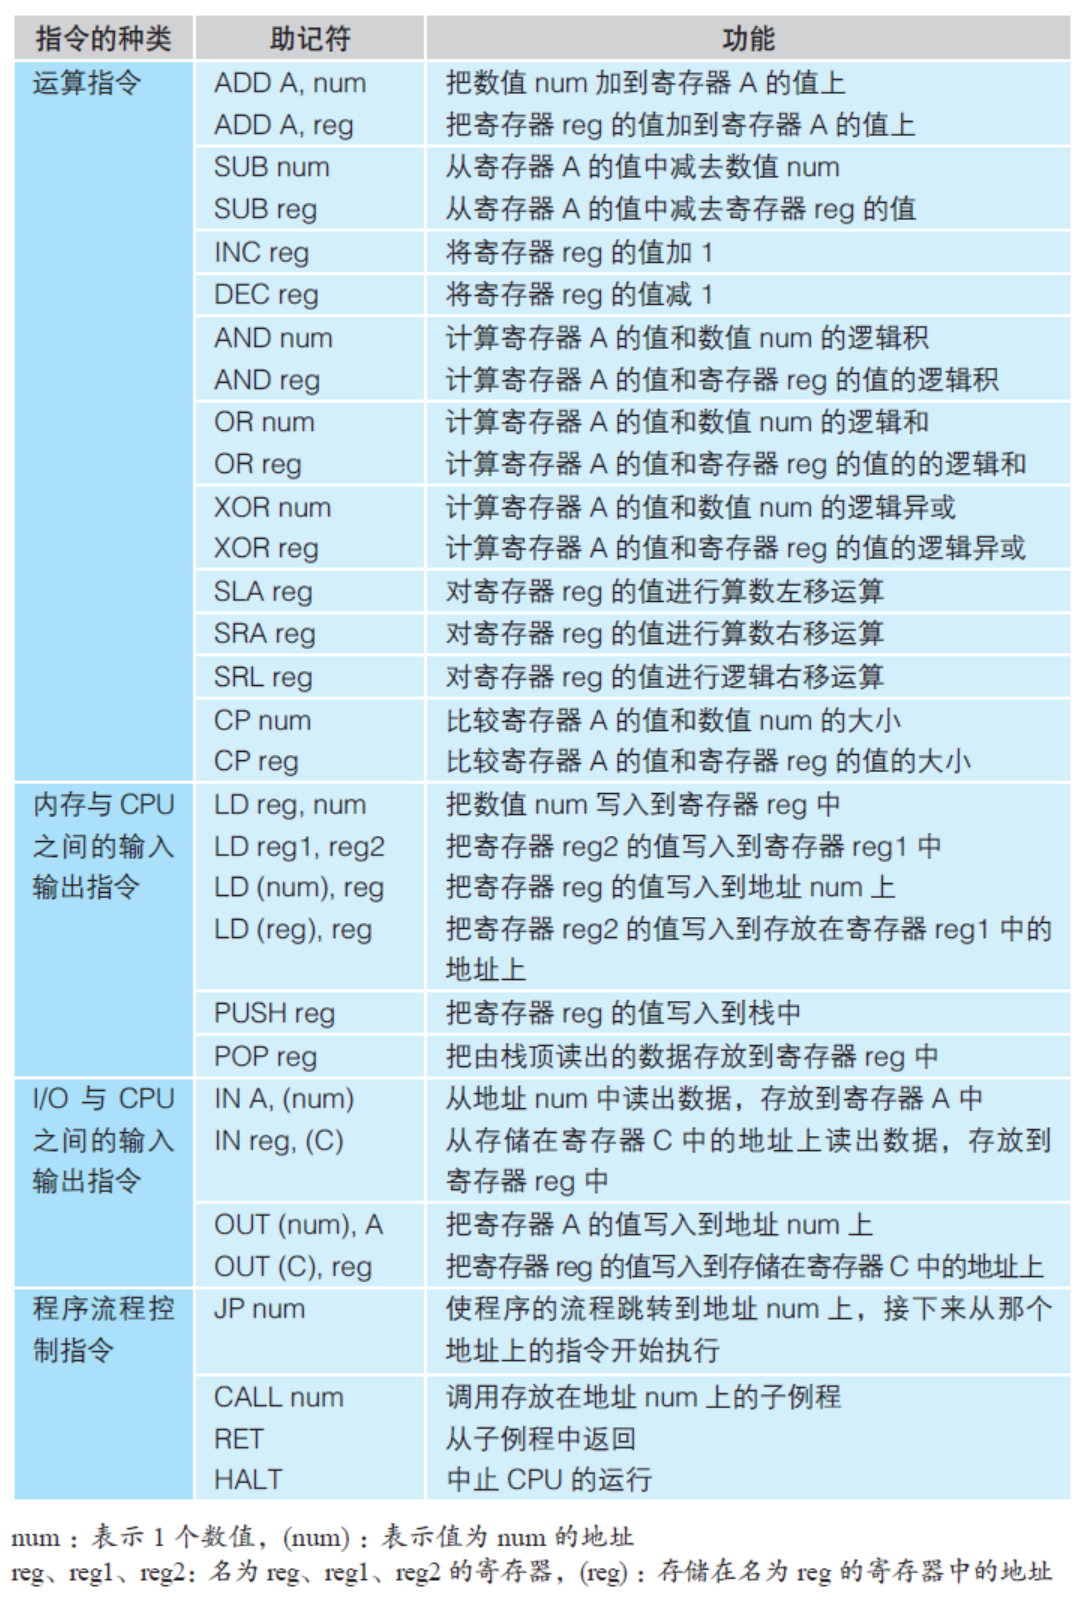 指令的种类 助记符 功能
运算指令 ADD A, num 把数值 num 加到寄存器 A 的值上
ADD A, reg 把寄存器 reg 的值加到寄存器 A 的值上
SUB num 从寄存器 A 的值中减去数值 num
SUB reg 从寄存器 A 的值中减去寄存器 reg 的值
INC reg 将寄存器 reg 的值加 1
DEC reg 将寄存器 reg 的值减 1
AND num 计算寄存器 A 的值和数值 num 的逻辑积
AND reg 计算寄存器 A 的值和寄存器 reg 的值的逻辑积
OR num 计算寄存器 A 的值和数值 num 的逻辑和
OR reg 计算寄存器 A 的值和寄存器 reg 的值的的逻辑和
XOR num 计算寄存器 A 的值和数值 num 的逻辑异或
XOR reg 计算寄存器 A 的值和寄存器 reg 的值的逻辑异或
SLA reg 对寄存器 reg 的值进行算数左移运算
SRA reg 对寄存器 reg 的值进行算数右移运算
SRL reg 对寄存器 reg 的值进行逻辑右移运算
CP num 比较寄存器 A 的值和数值 num 的大小
CP reg 比较寄存器 A 的值和寄存器 reg 的值的大小
内存与 CPU LD reg, num 把数值 num 写入到寄存器 reg 中
之间的输入 LD reg1, reg2 把寄存器 reg2 的值写入到寄存器 reg1 中
输出指令 LD (num), reg 把寄存器 reg 的值写入到地址 num 上
LD (reg), reg 把寄存器 reg2 的值写入到存放在寄存器 reg1 中的
地址上
PUSH reg 把寄存器 reg 的值写入到栈中
POP reg 把由栈顶读出的数据存放到寄存器 reg 中
I/O 与 CPU IN A, (num) 从地址 num 中读出数据，存放到寄存器 A 中
之间的输入 IN reg, (C) 从存储在寄存器 C 中的地址上读出数据，存放到
输出指令 寄存器 reg 中
OUT (num), A 把寄存器 A 的值写入到地址 num 上
OUT (C), reg 把寄存器 reg 的值写入到存储在寄存器 C 中的地址上
程序流程控 JP num 使程序的流程跳转到地址 num 上，接下来从那个
制指令 地址上的指令开始执行
CALL num 调用存放在地址 num 上的子例程
RET 从子例程中返回
HALT 中止 CPU 的运行
num：表示 1 个数值，(num)：表示值为 num 的地址
reg、reg1、reg2：名为 reg、reg1、reg2 的寄存器，(reg)：存储在名为 reg 的寄存器中的地址